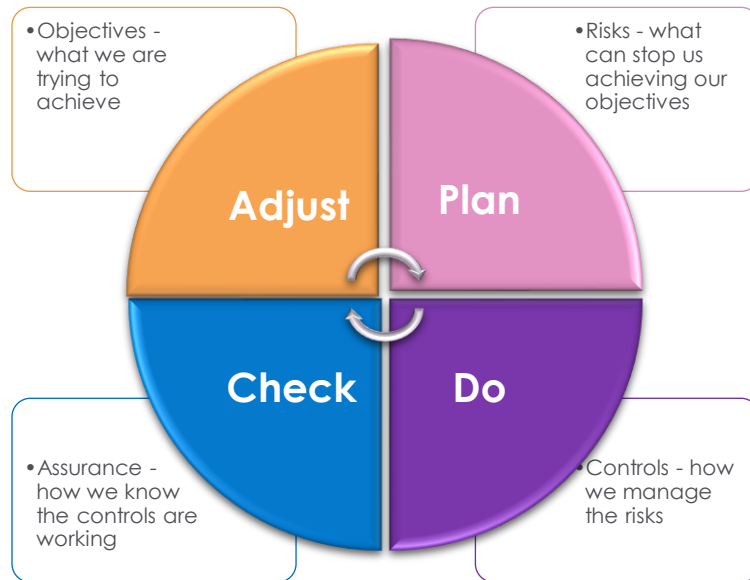 •Objectives -
what we are
trying to
achieve
•Risks - what
can stop us
achieving our
objectives
Adjust
Plan
Check
Do
•Assurance -
how we know
the controls are
working
•Controls - how
we manage
the risks